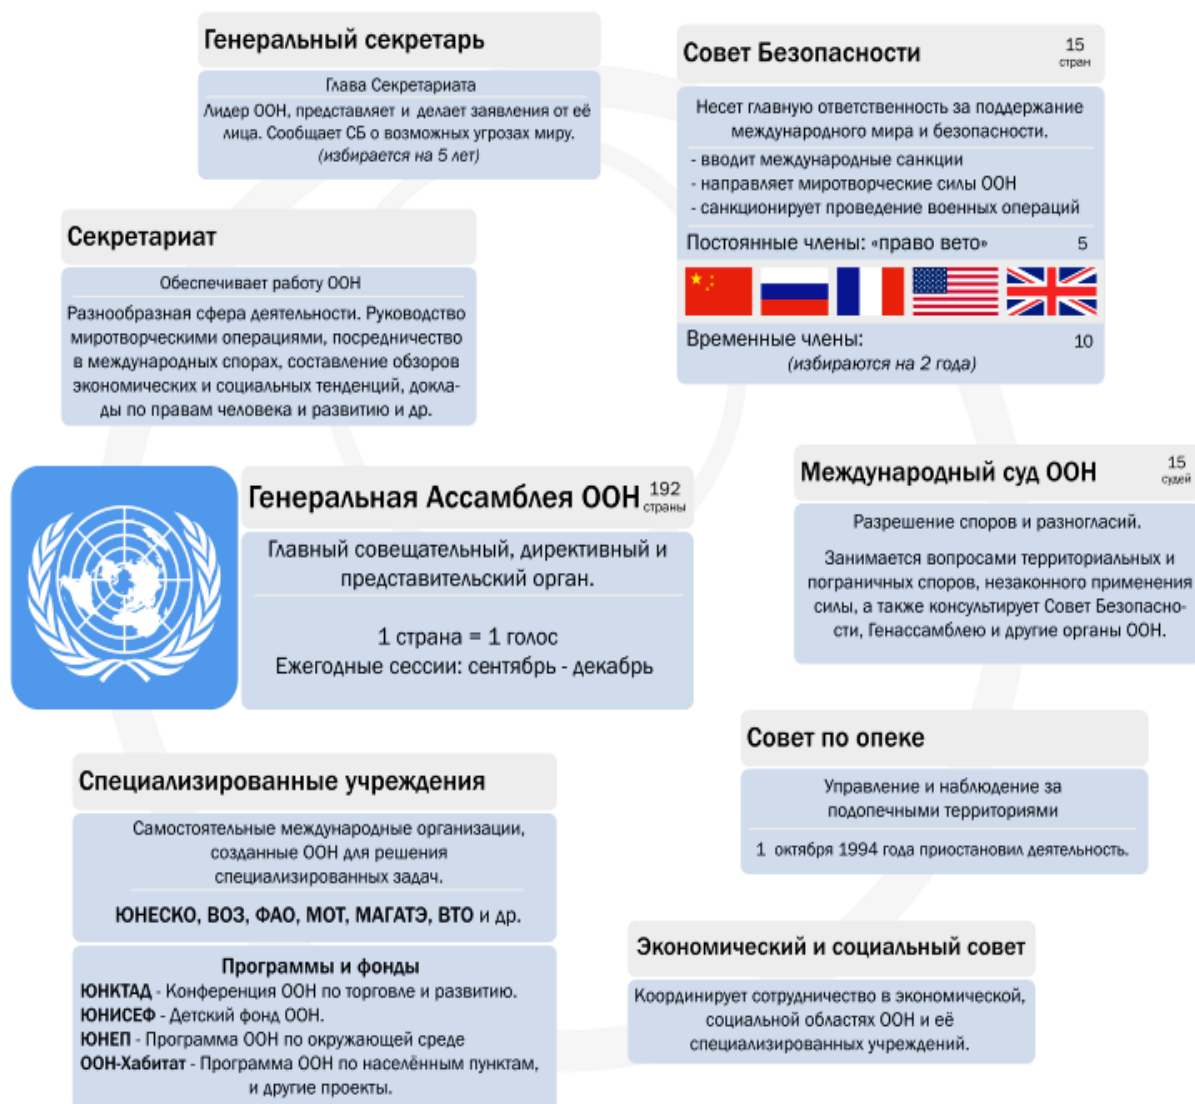 Генеральный секретарь
Глава Секретариата
Лидер ООН, представляет и делает заявления от её
лица. Сообщает СБ о возможных угрозах миру.
(избирается на 5 лет)
Совет Безопасности
15
стран
Несет главную ответственность за поддержание
международного мира и безопасности.
- вводит международные санкции
- направляет миротворческие силы ООН
- санкционирует проведение военных операций
Постоянные члены: «право вето» 5
Временные члены: 10
(избираются на 2 года)
Секретариат
Обеспечивает работу ООН
Разнообразная сфера деятельности. Руководство
миротворческими операциями, посредничество
в международных спорах, составление обзоров
экономических и социальных тенденций, докла-
ды по правам человека и развитию и др.
Генеральная Ассамблея ООН
192
страны
Главный совещательный, директивный и
представительский орган.
1 страна = 1 голос
Ежегодные сессии: сентябрь - декабрь
Международный суд ООН
15
судей
Разрешение споров и разногласий.
Занимается вопросами территориальных и
пограничных споров, незаконного применения
силы, а также консультирует Совет Безопасно-
сти, Генассамблею и другие органы ООН.
Совет по опеке
Управление и наблюдение за
подопечными территориями
1 октября 1994 года приостановил деятельность.
Специализированные учреждения
Самостоятельные международные организации,
созданные ООН для решения
специализированных задач.
ЮНЕСКО, ВОЗ, ФАО, МОТ, МАГАТЭ, ВТО и др.
Программы и фонды
ЮНКТАД - Конференция ООН по торговле и развитию.
ЮНИСЕФ - Детский фонд ООН.
ЮНЕП - Программа ООН по окружающей среде
ООН-Хабитат - Программа ООН по населённым пунктам,
и другие проекты.
Экономический и социальный совет
Координирует сотрудничество в экономической,
социальной областях ООН и её
специализированных учреждений.